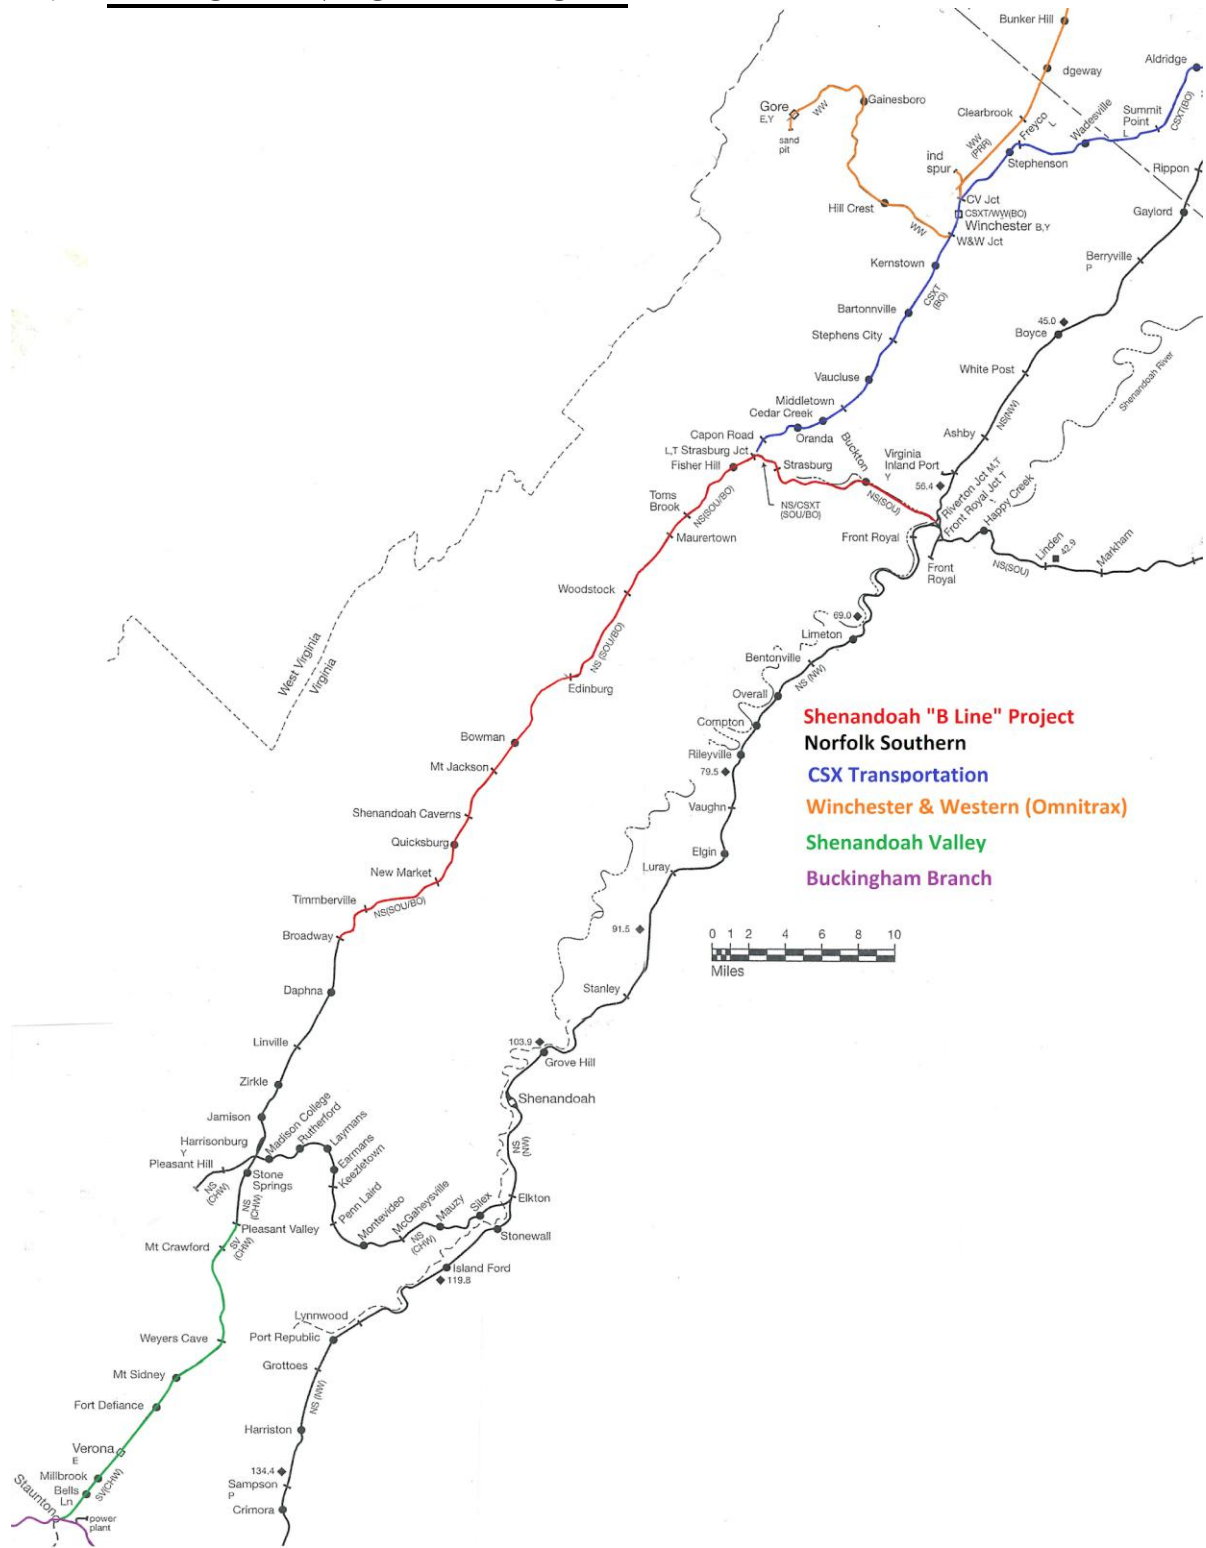 Bunker Hill
dgeway
Aldridge
Gore
E,Y
WW
Gainesboro
sand
pit
Clearbrook
Freyco
L
Wadesville
Summit
Point
L
CSXT(BO)
WW
(PRR)
ind
spur
Stephenson
Rippon
CV Jct
CSXT/WW(BO)
Winchester B,Y
Hill Crest
WW
W&W Jct
Gaylord
Kernstown
Berryville
P
CSXT
(BO)
Bartonnville
45.0
Boyce
Stephens City
White Post
Shenandoah River
Vaucluse
NS(NW)
Middletown
Cedar Creek
Oranda
Capon Road
L,T Strasburg Jct
Fisher Hill
Strasburg
Buckton
Ashby
Virginia
Inland Port
Y
56.4
Riverton Jct M,T
Front Royal Jct T
Happy Creek
Toms
Brook
NS(SOU/BO)
NS/CSXT
(SOU/BO)
NS(SOU)
Maurertown
Front Royal
Front
Royal
NS(SOU)
Linden
42.9
Markham
Woodstock
69.0
Limeton
West Virginia
Virginia
NS (SOU/BO)
Bentonville
NS (NW)
Edinburg
Overall
Compton
Shenandoah "B Line" Project
Norfolk Southern
CSX Transportation
Winchester & Western (Omnitrax)
Shenandoah Valley
Buckingham Branch
Bowman
Rileyville
79.5
Mt Jackson
Vaughn
Shenandoah Caverns
Quicksburg
Elgin
Luray
New Market
Timmberville
NS(SOU/BO)
Broadway
91.5
0 1 2 4 6 8 10
Miles
Daphna
Stanley
Linville
103.9
Grove Hill
Zirkle
Shenandoah
Jamison
Madison College
Rutherford
Laymans
Harrisonburg
Y
Pleasant Hill
NS
(CHW)
Stone
Springs
Earmans
Keezletown
NS
(NW)
NS
(CHW)
Penn Laird
Montevideo
McGaheysville
NS
(CHW)
Mauzy
Silex
Elkton
Pleasant Valley
Stonewall
Mt Crawford
SV
(CHW)
Island Ford
119.8
Lynnwood
Weyers Cave
Port Republic
Grottoes
Mt Sidney
NS (NW)
Fort Defiance
Harriston
Verona
E
Millbrook
Bells
Ln
SV(CHW)
134.4
Sampson
P
Crimora
Staunton
power
plant